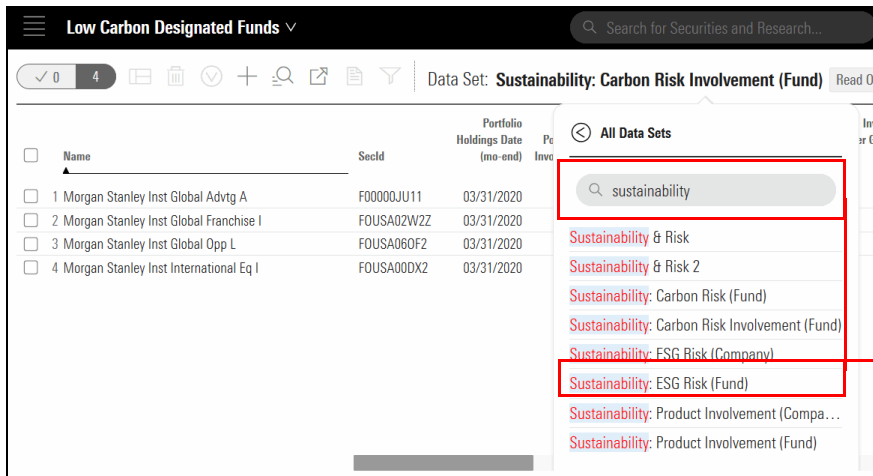 Low Carbon Designated Funds
Search for Securities and Research...
0 4
Data Set: Sustainability: Carbon Risk Involvement (Fund)
Read O
All Data Sets
sustainability
Sustainability & Risk
Sustainability & Risk 2
Sustainability: Carbon Risk (Fund)
Sustainability: Carbon Risk Involvement (Fund)
Sustainability: ESG Risk (Company)
Sustainability: ESG Risk (Fund)
Sustainability: Product Involvement (Compa...
Sustainability: Product Involvement (Fund)
Name
SecId
Portfolio
Holdings Date
(mo-end)
Po
Invo
In
er G
1 Morgan Stanley Inst Global Advtg A F00000JU11 03/31/2020
2 Morgan Stanley Inst Global Franchise I FOUSA02W2Z 03/31/2020
3 Morgan Stanley Inst Global Opp L FOUSA06OF2 03/31/2020
4 Morgan Stanley Inst International Eq I FOUSA00DX2 03/31/2020